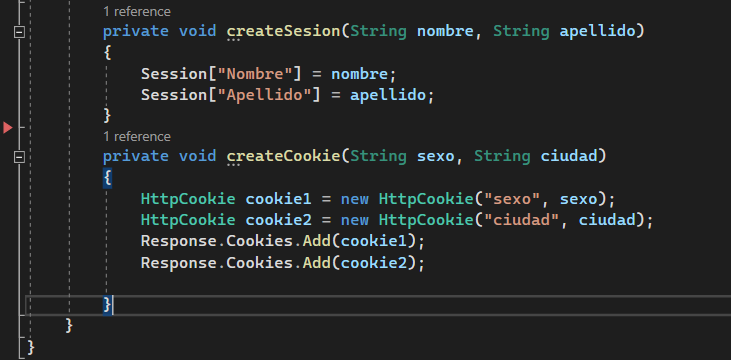 1 reference
private void createSesion(String nombre, String apellido)
{
Session["Nombre"] = nombre;
Session["Apellido"] = apellido;
}
1 reference
private void createCookie(String sexo, String ciudad)
{
HttpCookie cookie1 = new HttpCookie("sexo", sexo);
HttpCookie cookie2 = new HttpCookie("ciudad", ciudad);
Response.Cookies.Add(cookie1);
Response.Cookies.Add(cookie2);
}
}
}